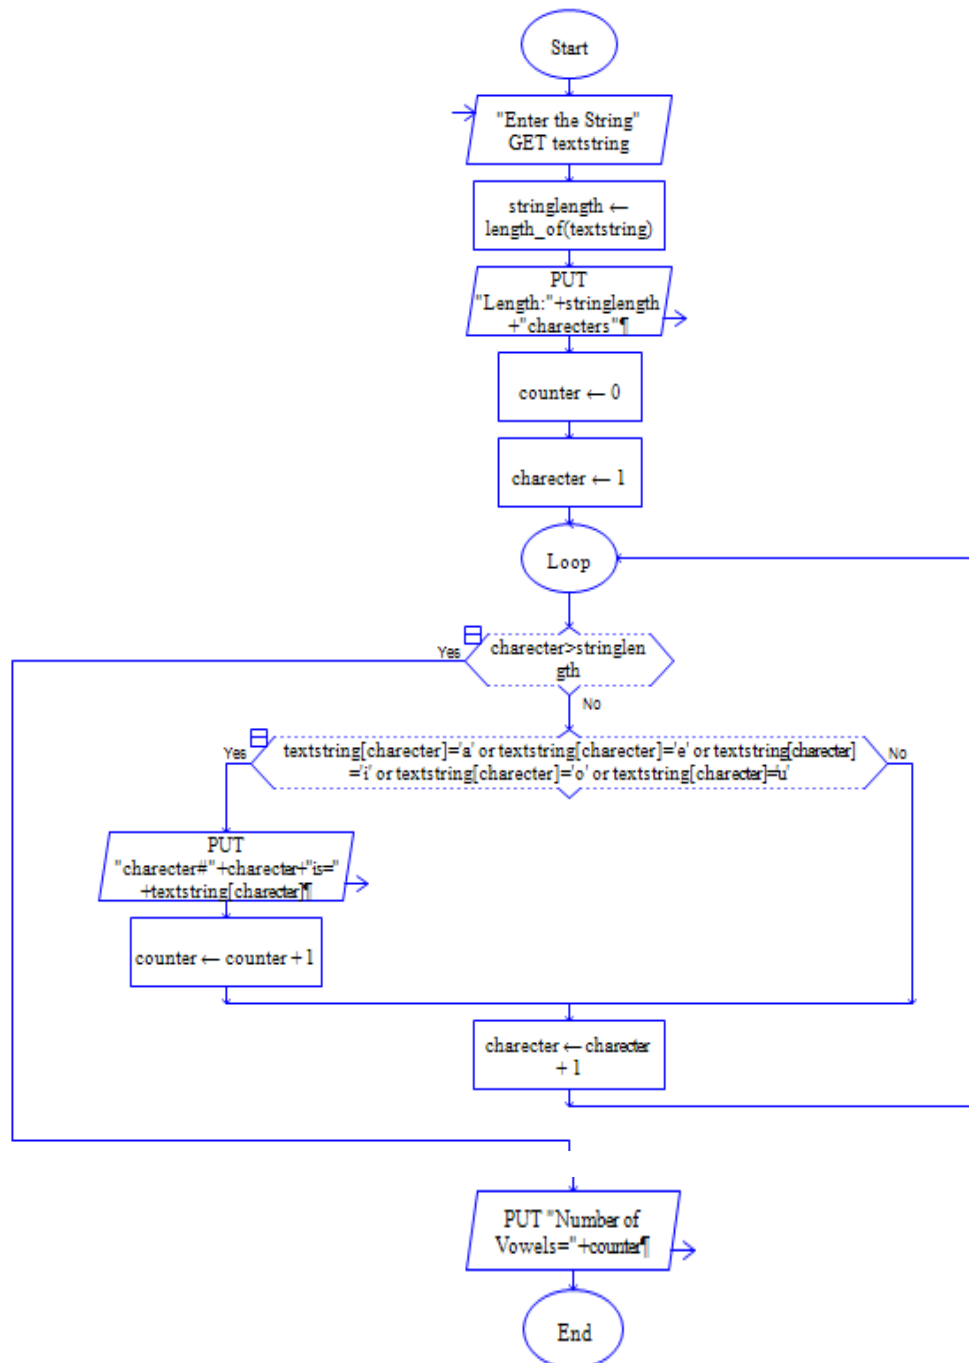 Start
"Enter the String"
GET textstring
stringlength ←
length_of(textstring)
PUT
"Length:"+stringlength
+"charecters"¶
counter ← 0
charecter ← 1
Loop
Yes
charecter>stringlen
gth
No
Yes
textstring[charecter]='a' or textstring[charecter]='e' or textstring[charecter]
='i' or textstring[charecter]='o' or textstring[charecter]='u'
No
PUT
"charecter#"+charecter+"is="
+textstring[charecter]¶
counter ← counter + 1
charecter ← charecter
+ 1
PUT "Number of
Vowels="+counter¶
End